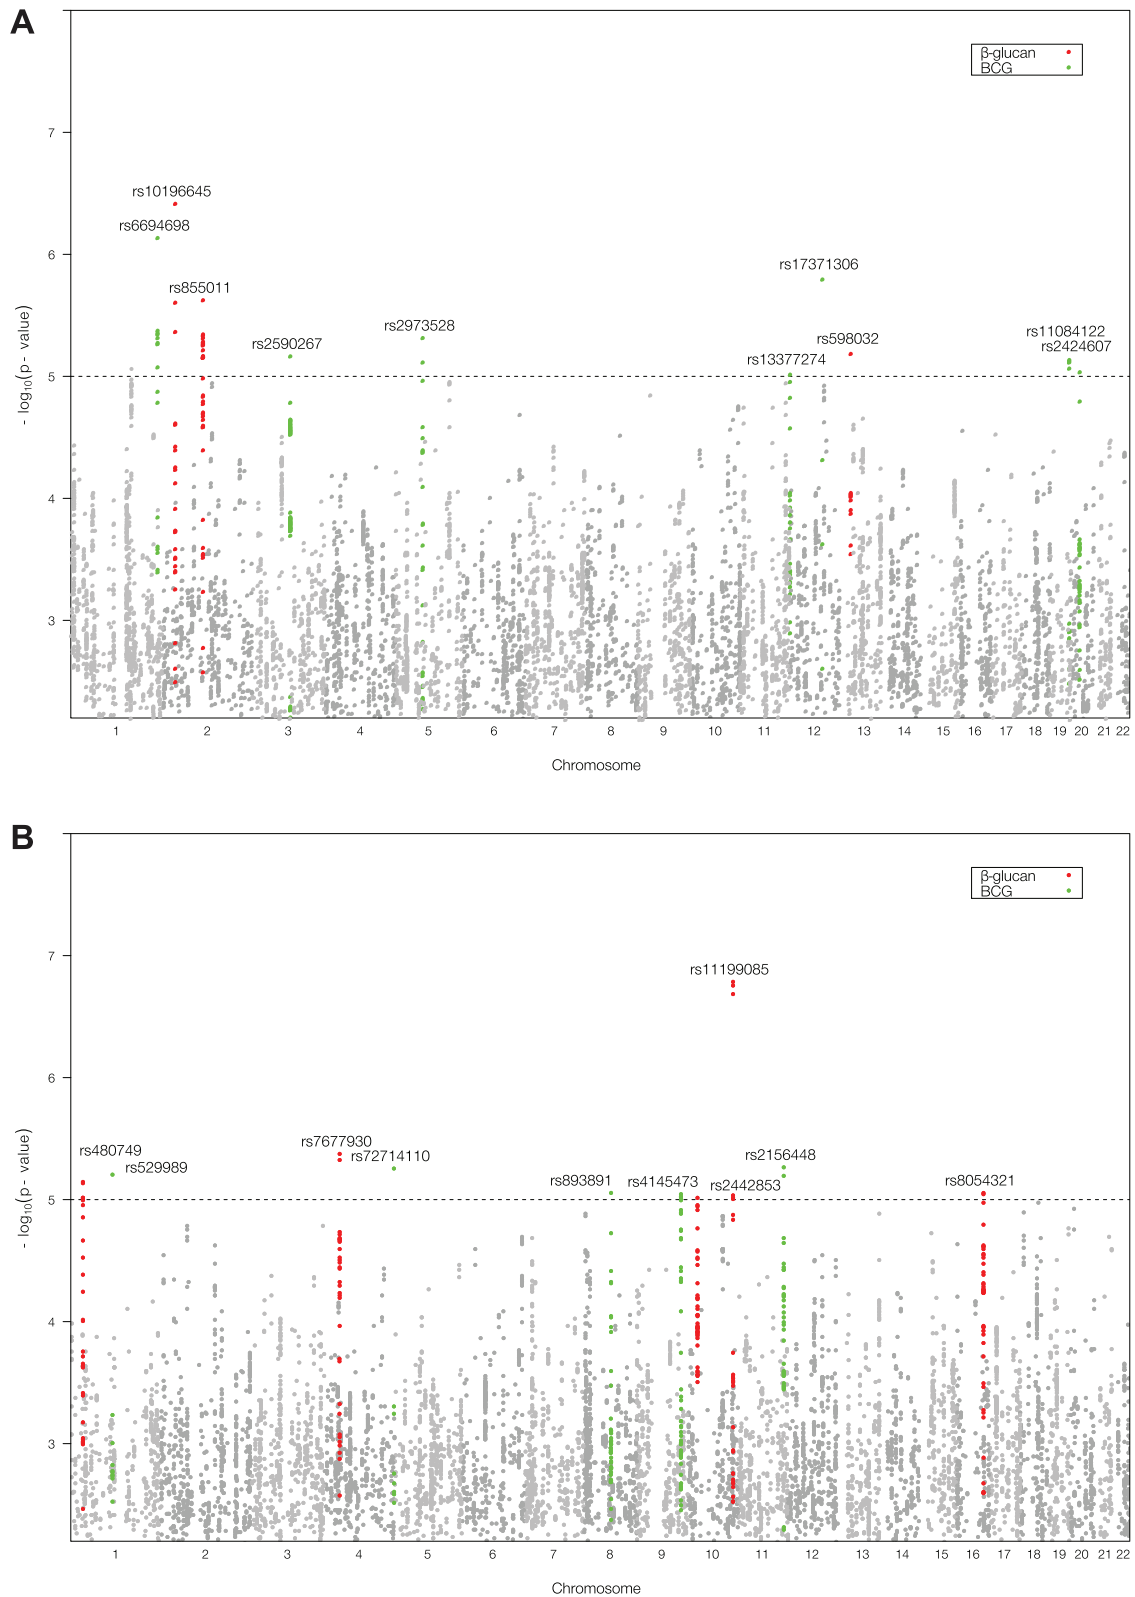 A
β-glucan
BCG
7
rs10196645
rs6694698
6
rs17371306
rs855011
rs2973528
rs11084122
rs598032
rs2590267
rs2424607
rs13377274
5
- log10(p- value)
4
3
1 2 3 4 5 6 7 8 9 10 11 12 13 14 15 16 17 18 19 20 21 22
Chromosome
B
β-glucan
BCG
7
rs11199085
6
rs7677930
rs480749
rs72714110
rs2156448
rs529989
rs893891
rs4145473
rs2442853
rs8054321
5
- log10(p- value)
4
3
1 2 3 4 5 6 7 8 9 10 11 12 13 14 15 16 17 18 19 20 21 22
Chromosome